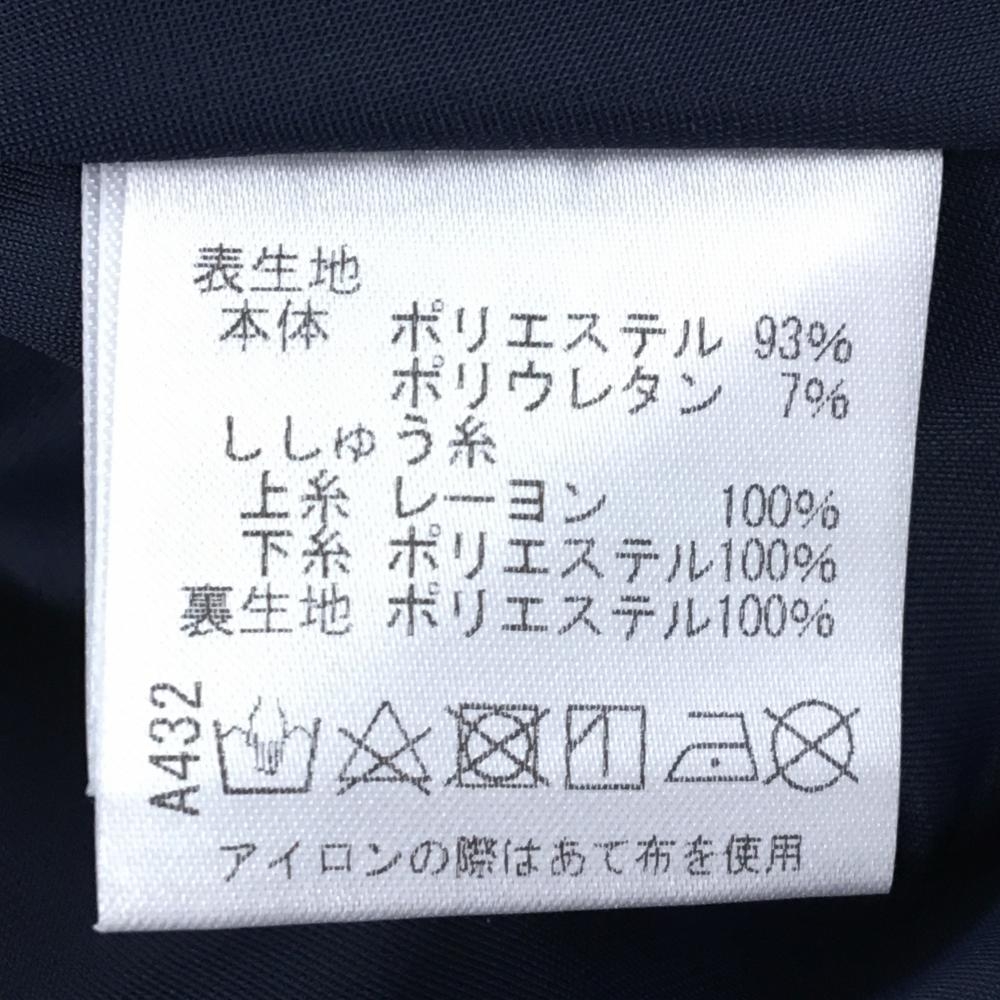 表生地
本体 ポリエステル 93%
ポリウレタン 7%
ししゅう糸
上糸 レーヨン 100%
下糸 ポリエステル100%
裏生地 ポリエステル100%
A432
アイロンの際はあて布を使用